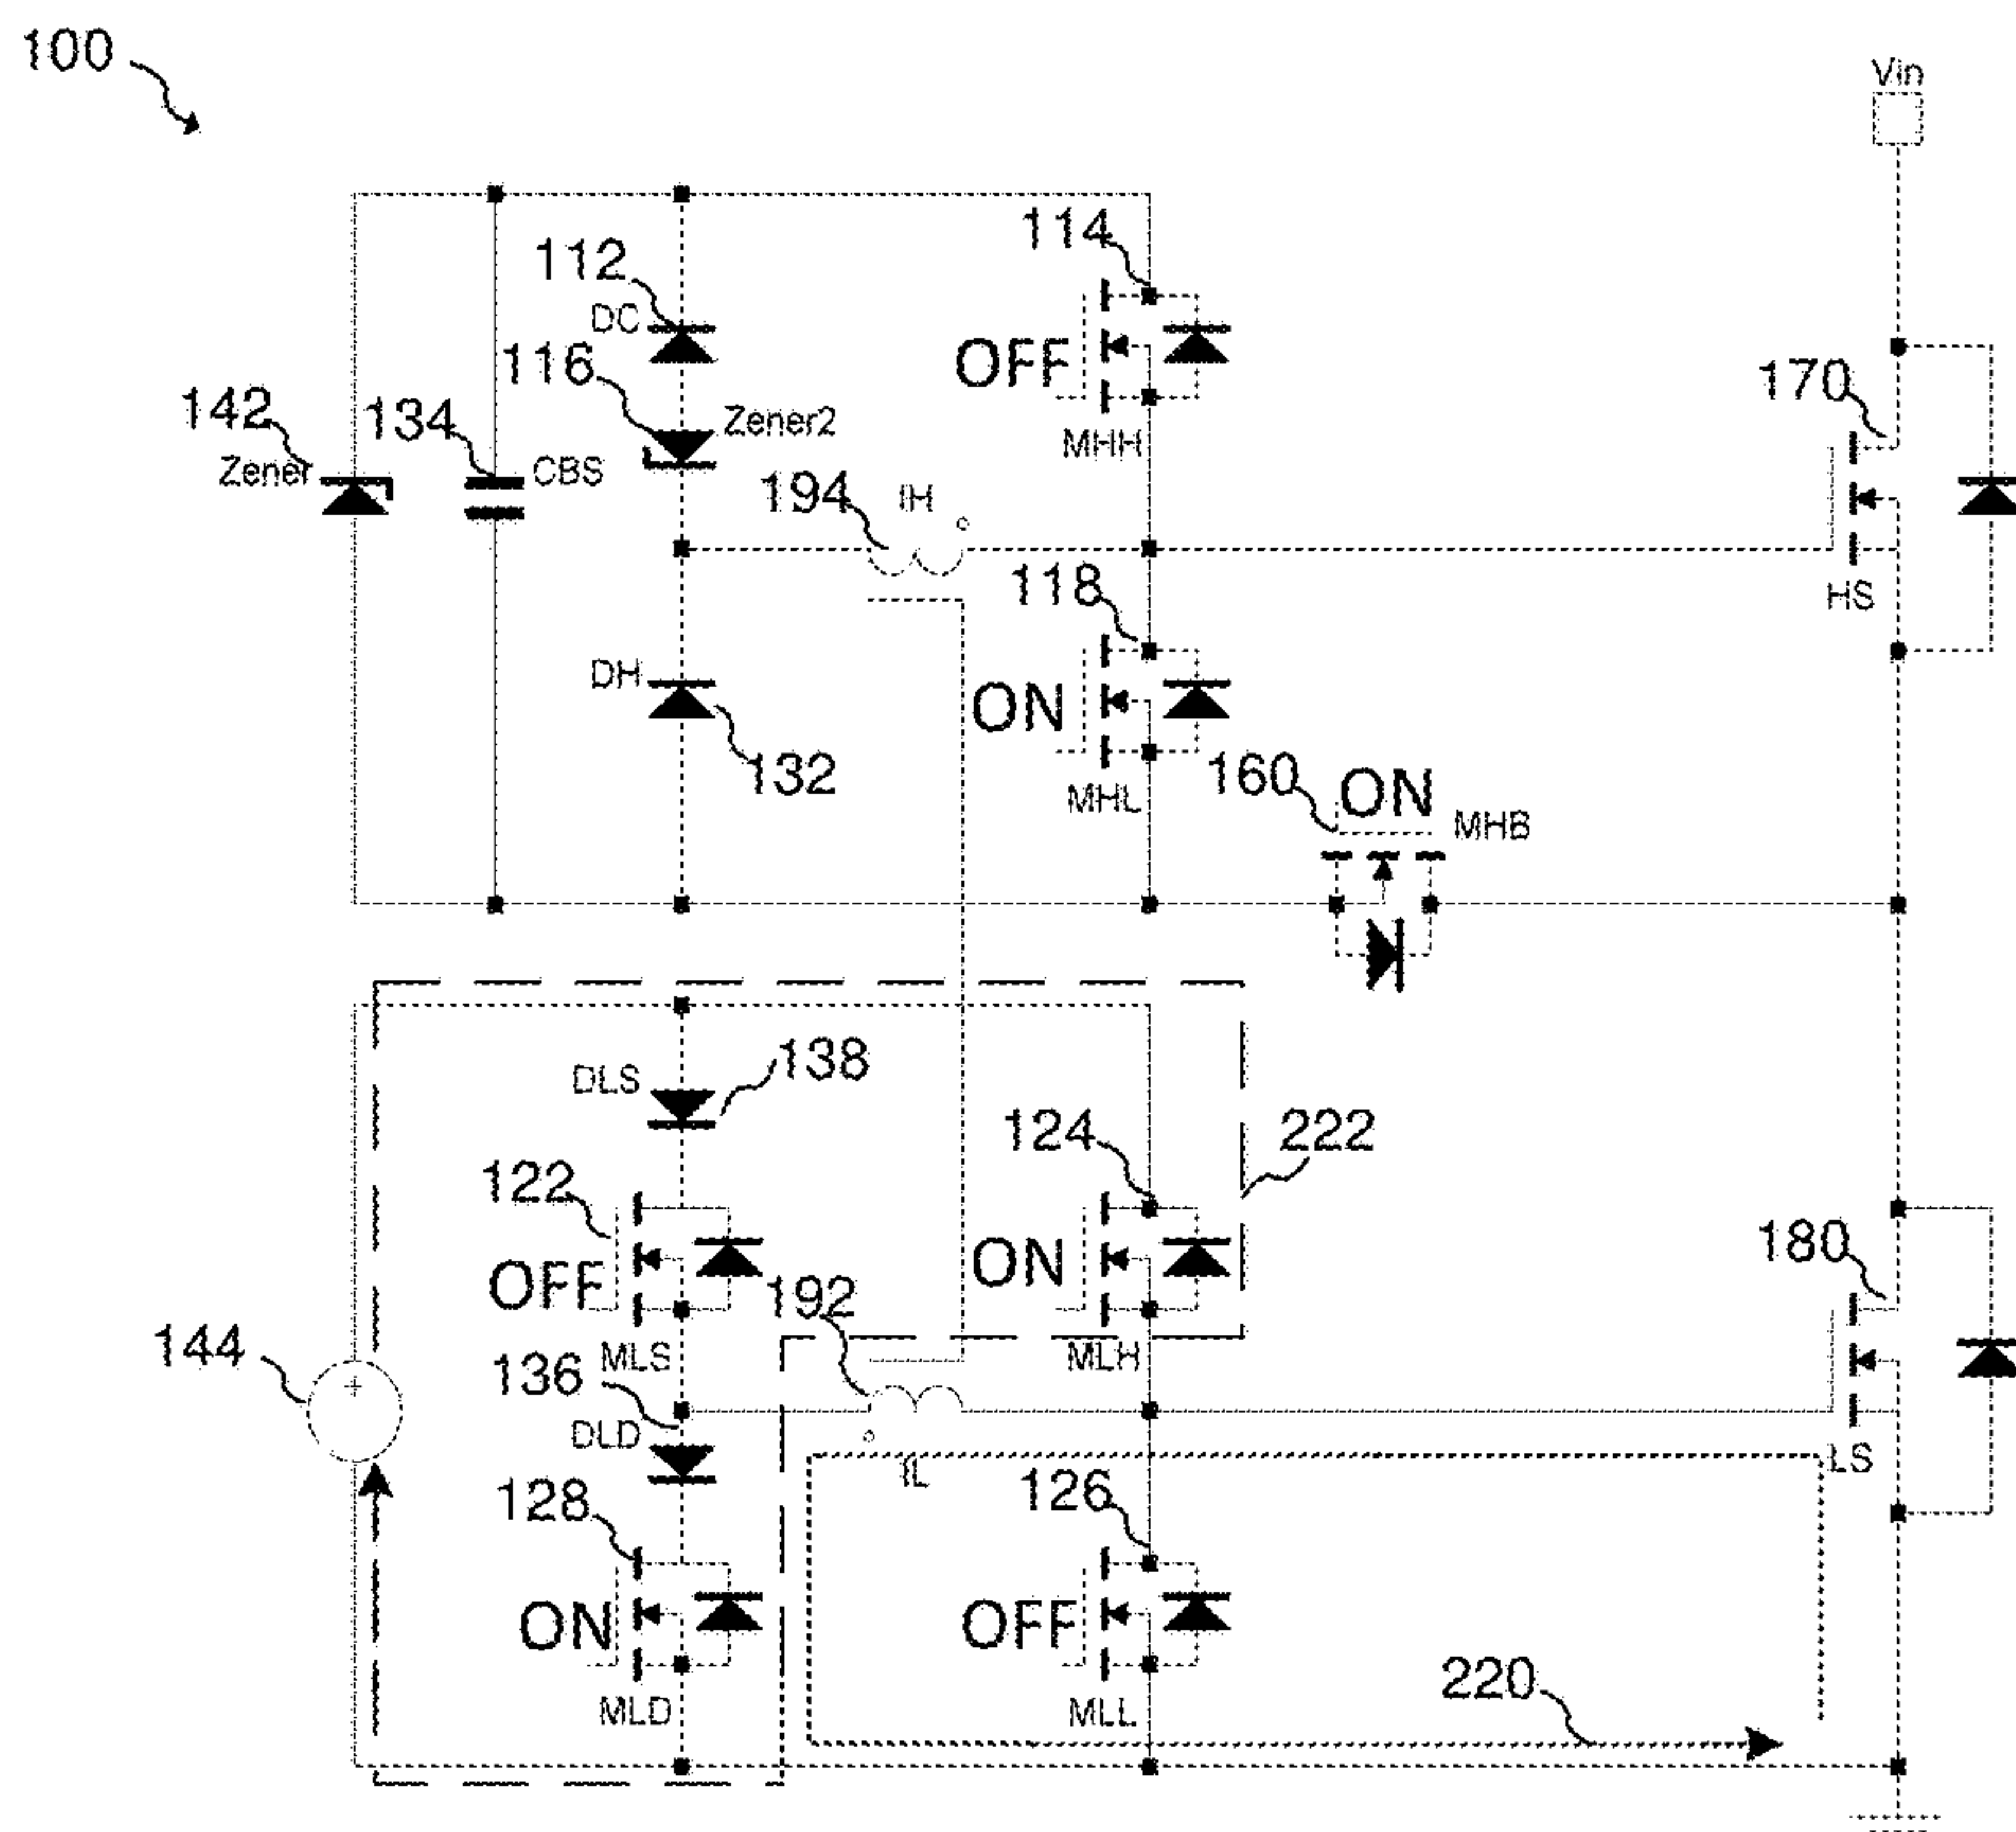 100
Vin
114
112
DC
OFF
116
Zener2
170
142
134
MHH
Zener
CBS
194
IH
118
HS
DH
ON
132
160
ON
MHL
MHB
DLS
138
124
222
122
ON
180
OFF
192
144
MLS
MLH
136
DLD
LS
IL
126
128
ON
OFF
220
MLD
MLL